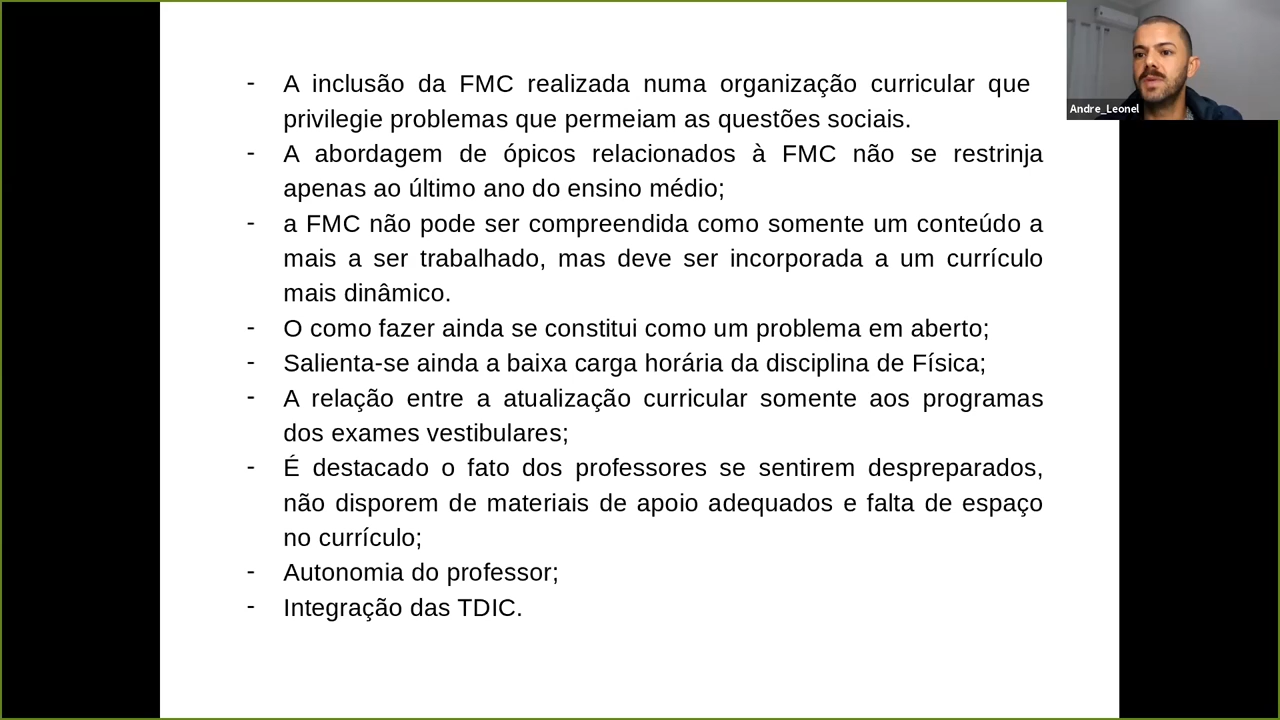 - A inclusão da FMC realizada numa organização curricular que
privilegie problemas que permeiam as questões sociais.
- A abordagem de ópicos relacionados à FMC não se restrinja
apenas ao último ano do ensino médio;
- a FMC não pode ser compreendida como somente um conteúdo a
mais a ser trabalhado, mas deve ser incorporada a um currículo
mais dinâmico.
- O como fazer ainda se constitui como um problema em aberto;
- Salienta-se ainda a baixa carga horária da disciplina de Física;
- A relação entre a atualização curricular somente aos programas
dos exames vestibulares;
- É destacado o fato dos professores se sentirem despreparados,
não disporem de materiais de apoio adequados e falta de espaço
no currículo;
- Autonomia do professor;
- Integração das TDIC.
Andre_Leonel